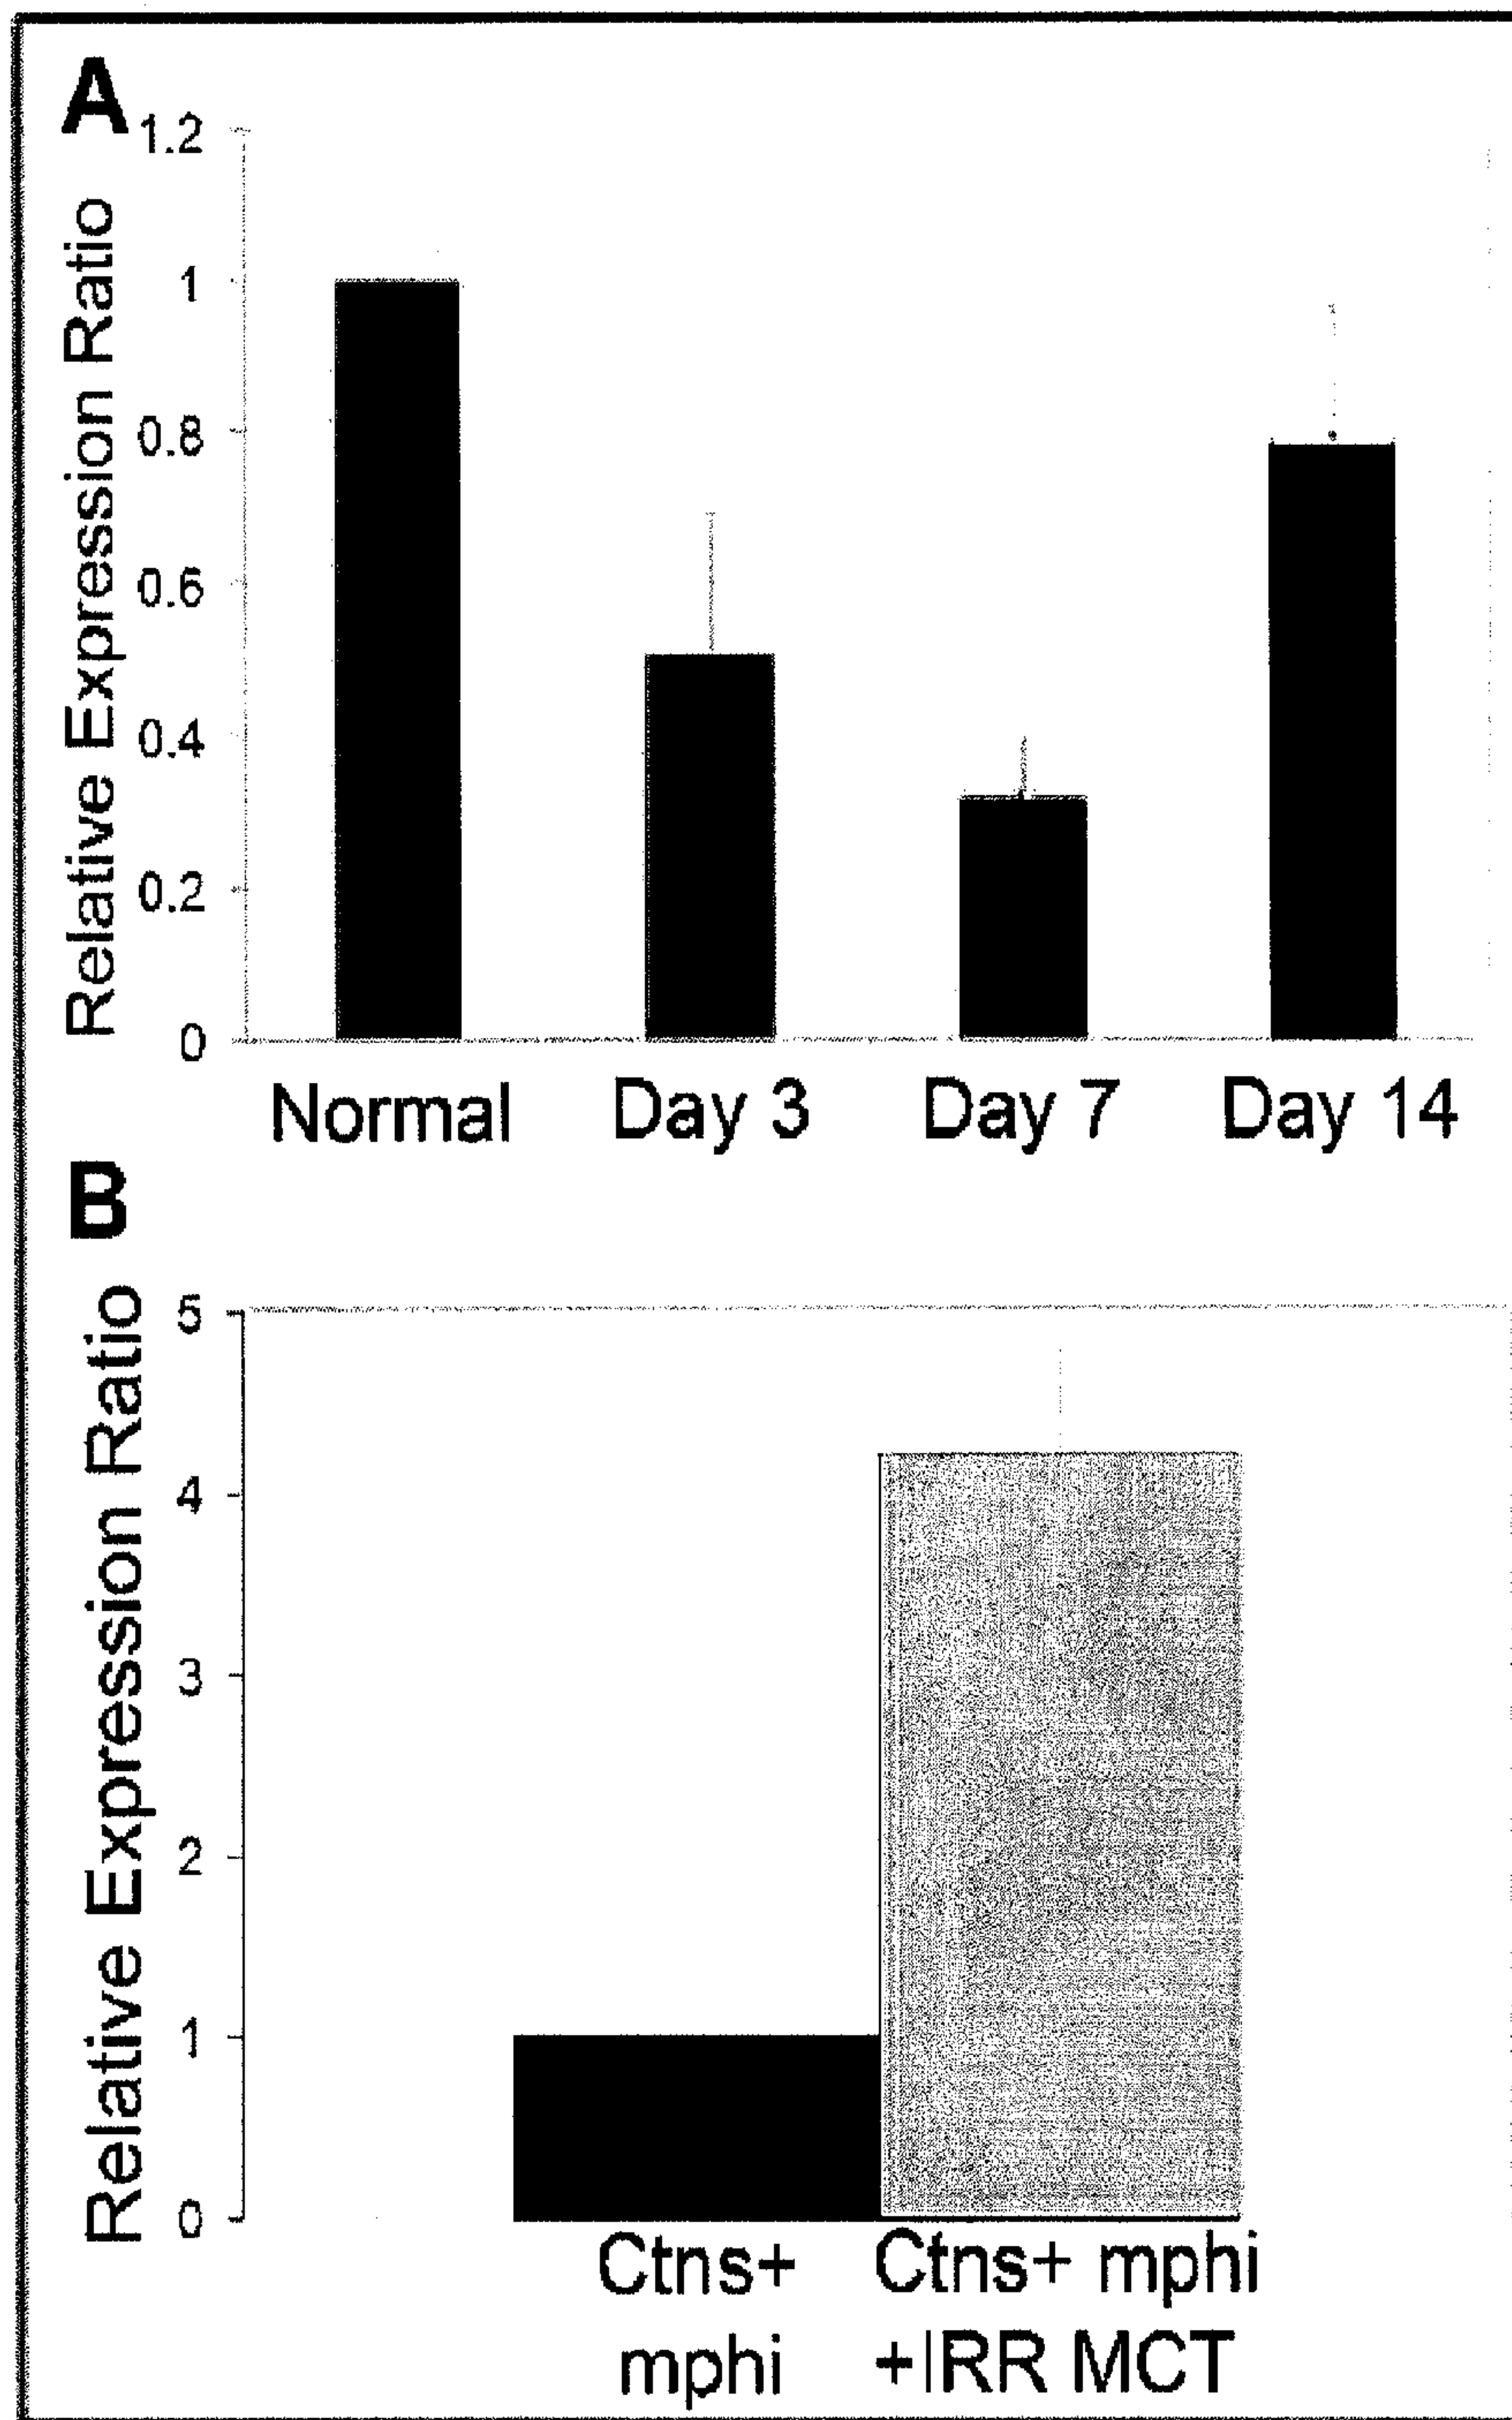 A
Relative Expression Ratio
1.2
1
0.8
0.6
0.4
0.2
0
Normal Day 3 Day 7 Day 14
B
Relative Expression Ratio
5
4
3
2
1
0
Ctns+ Ctns+ mphi
mphi +IRR MCT